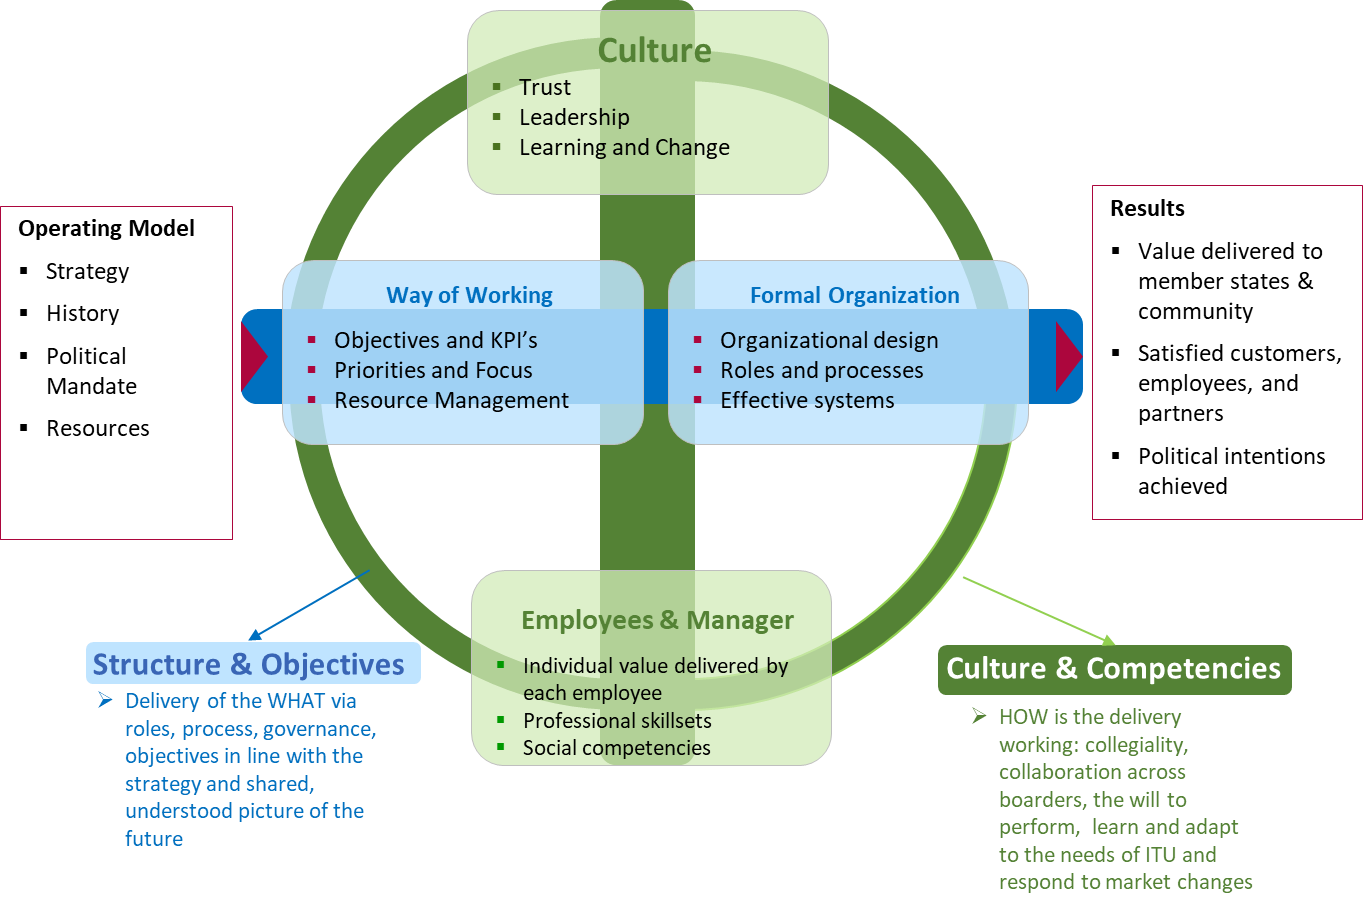 Culture
▪ Trust
▪ Leadership
▪ Learning and Change
Operating Model
▪ Strategy
▪ History
▪ Political
Mandate
▪ Resources
Way of Working
▪ Objectives and KPI’s
▪ Priorities and Focus
▪ Resource Management
Formal Organization
▪ Organizational design
▪ Roles and processes
▪ Effective systems
Results
▪ Value delivered to
member states &
community
▪ Satisfied customers,
employees, and
partners
▪ Political intentions
achieved
Employees & Manager
▪ Individual value delivered by
each employee
▪ Professional skillsets
▪ Social competencies
Structure & Objectives
➢ Delivery of the WHAT via
roles, process, governance,
objectives in line with the
strategy and shared,
understood picture of the
future
Culture & Competencies
➢ HOW is the delivery
working: collegiality,
collaboration across
boarders, the will to
perform, learn and adapt
to the needs of ITU and
respond to market changes